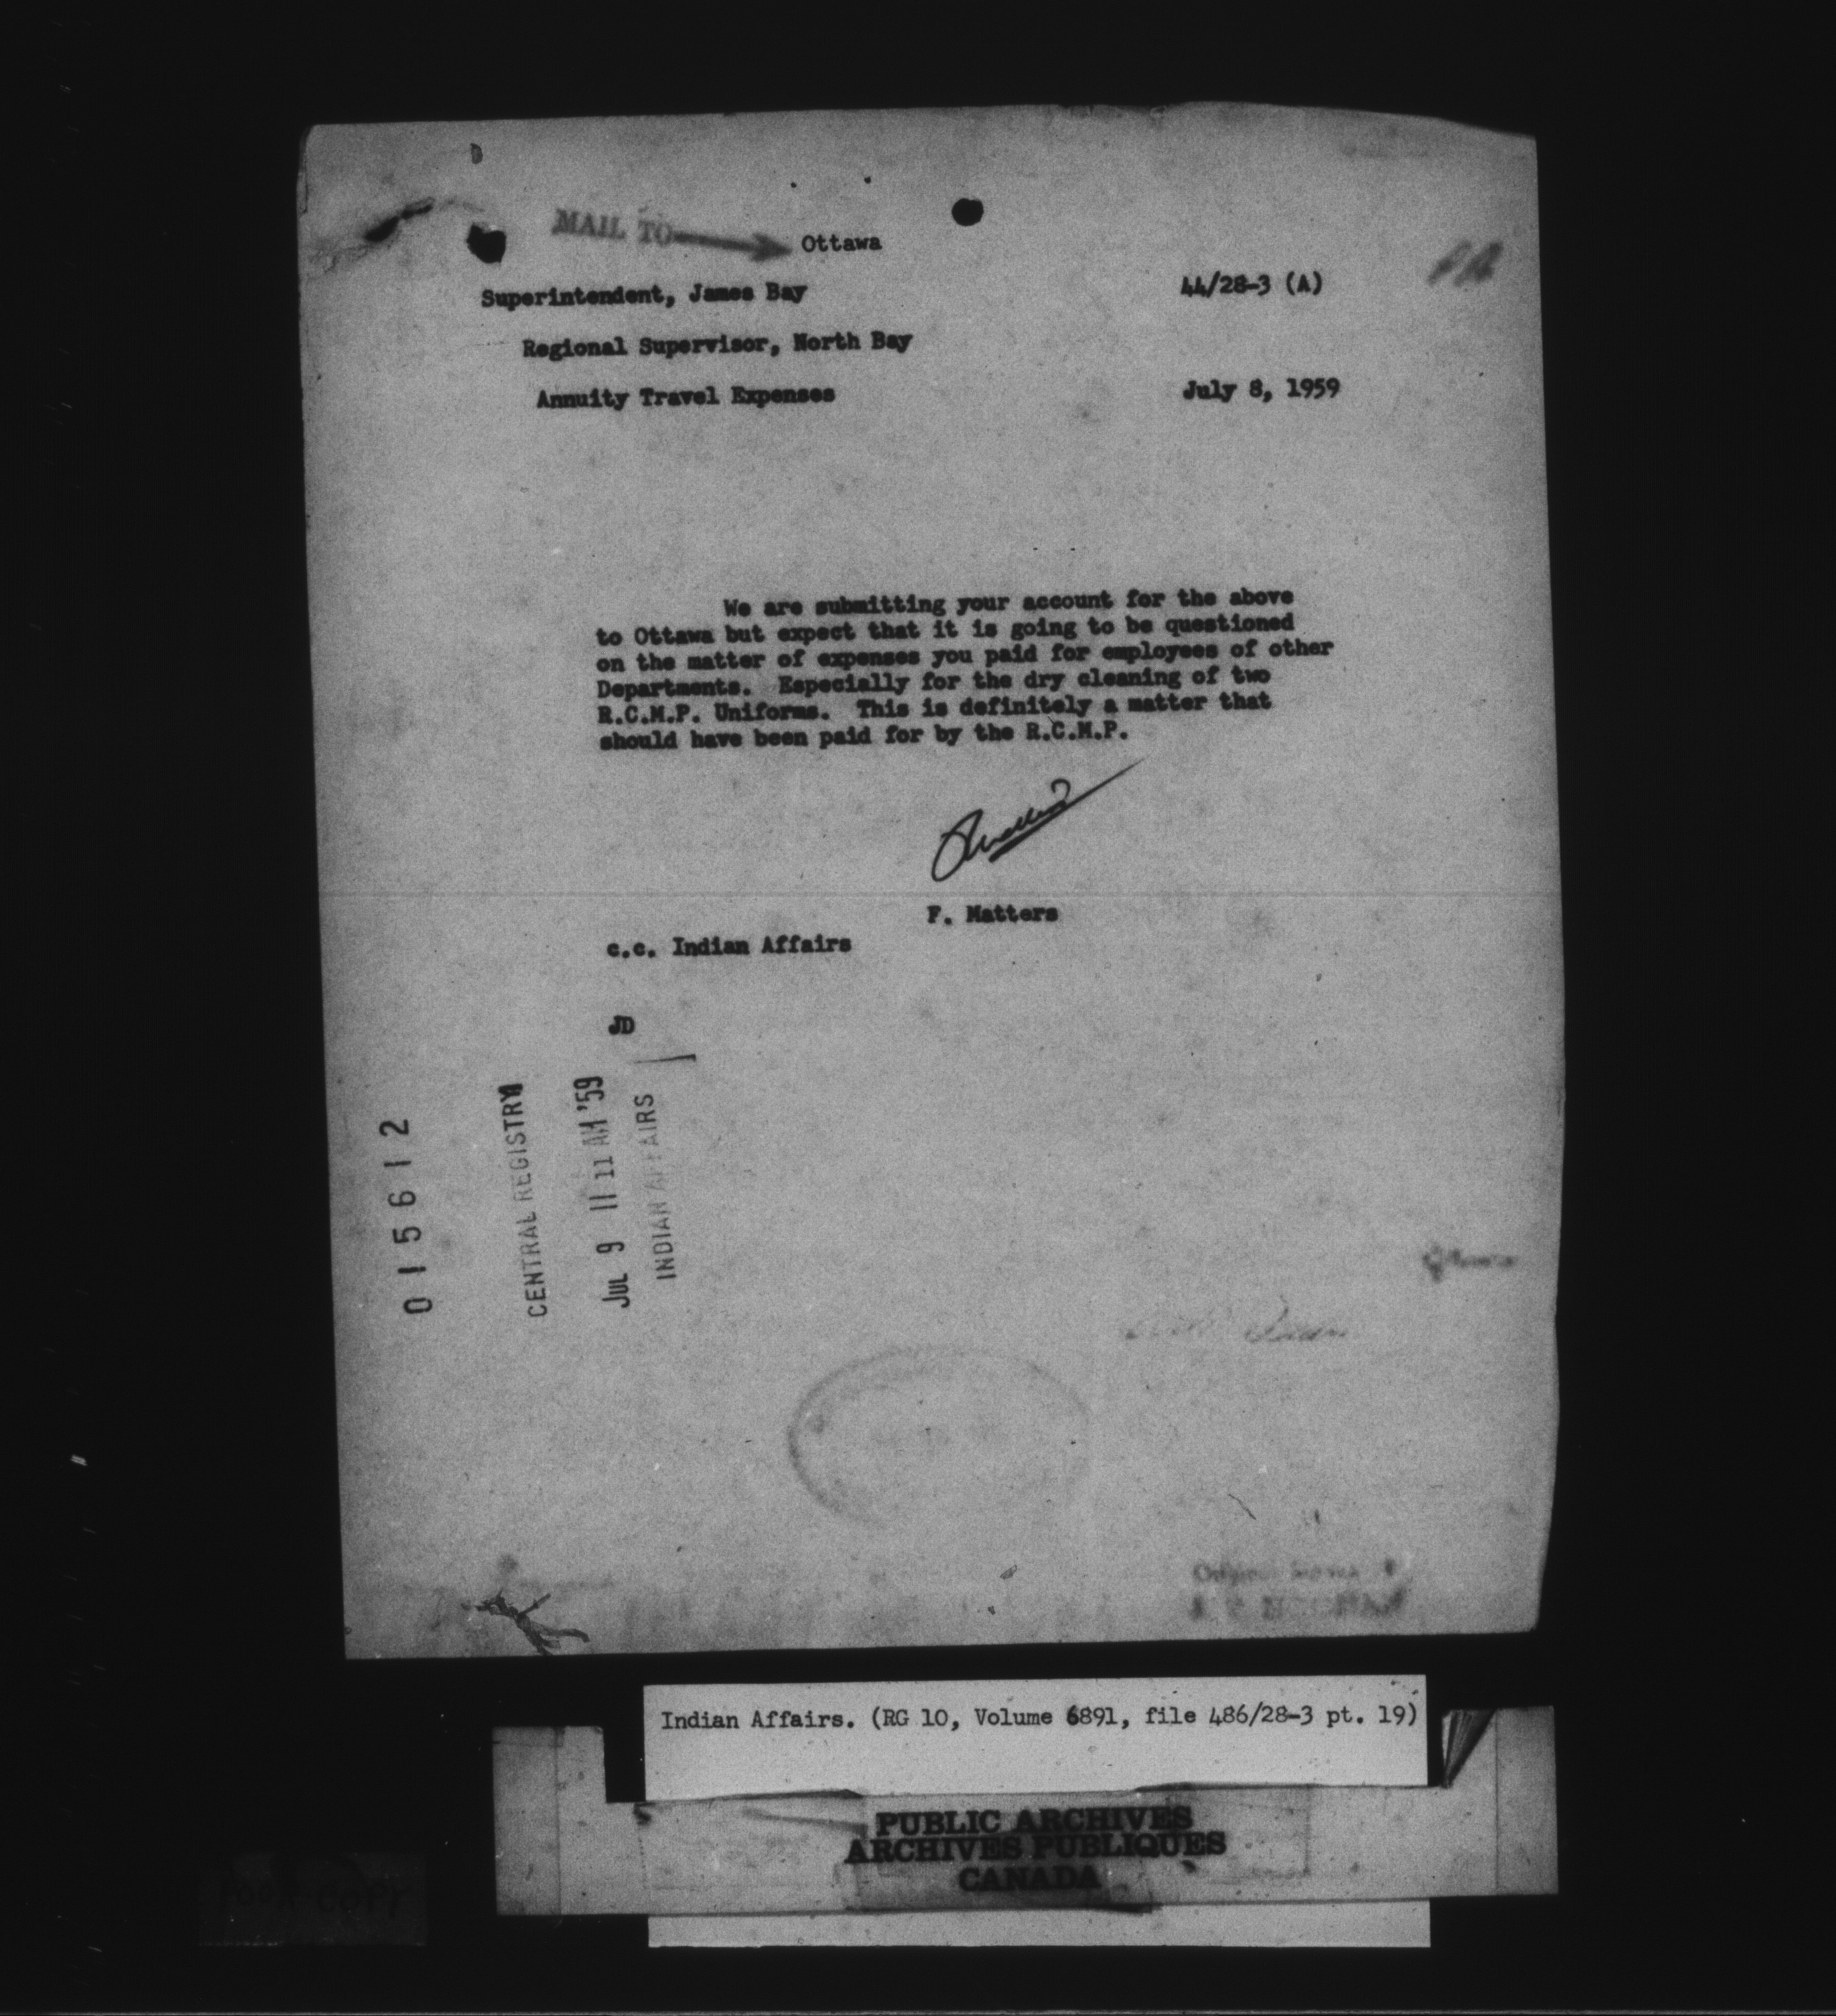 MAIL TO Ottawa
Superintendent, James Bay 44/28-3 (A)
Regional Supervisor, North Bay
Annuity Travel Expenses July 8, 1959
We are submitting your account for the above
to Ottawa but expect that it is going to be questioned
on the matter of expenses you paid for employees of other
Departments. Especially for the dry cleaning of two
R.C.M.P. Uniforms. This is definitely a matter that
should have been paid for by the R.C.M.P.
F. Matters
c.c. Indian Affairs
JD
015612
CENTRAL REGISTRY
JUL 9 11 11 AM '59
INDIAN AFFAIRS
Indian Affairs. (RG 10, Volume 6891, file 486/28-3 pt. 19)
PUBLIC ARCHIVES
ARCHIVES PUBLIQUES
CANADA
POOR COPY